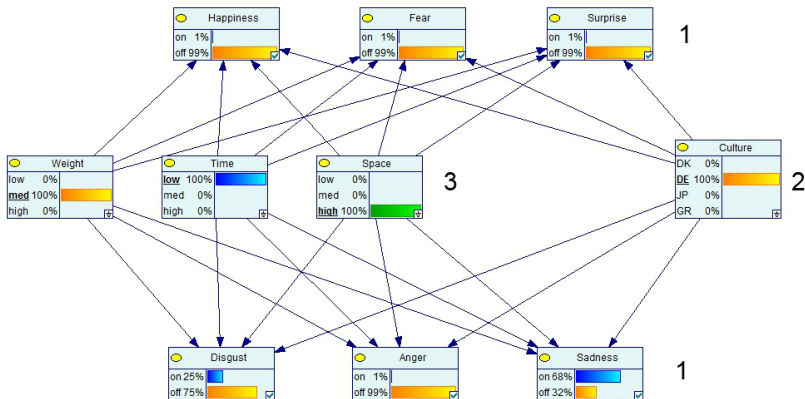 Happiness
on 1%
off 99%
Fear
on 1%
off 99%
Surprise
on 1%
off 99%
1
Weight
low 0%
med 100%
high 0%
Time
low 100%
med 0%
high 0%
Space
low 0%
med 0%
high 100%
3
Culture
DK 0%
DE 100%
JP 0%
GR 0%
2
Disgust
on 25%
off 75%
Anger
on 1%
off 99%
Sadness
on 68%
off 32%
1